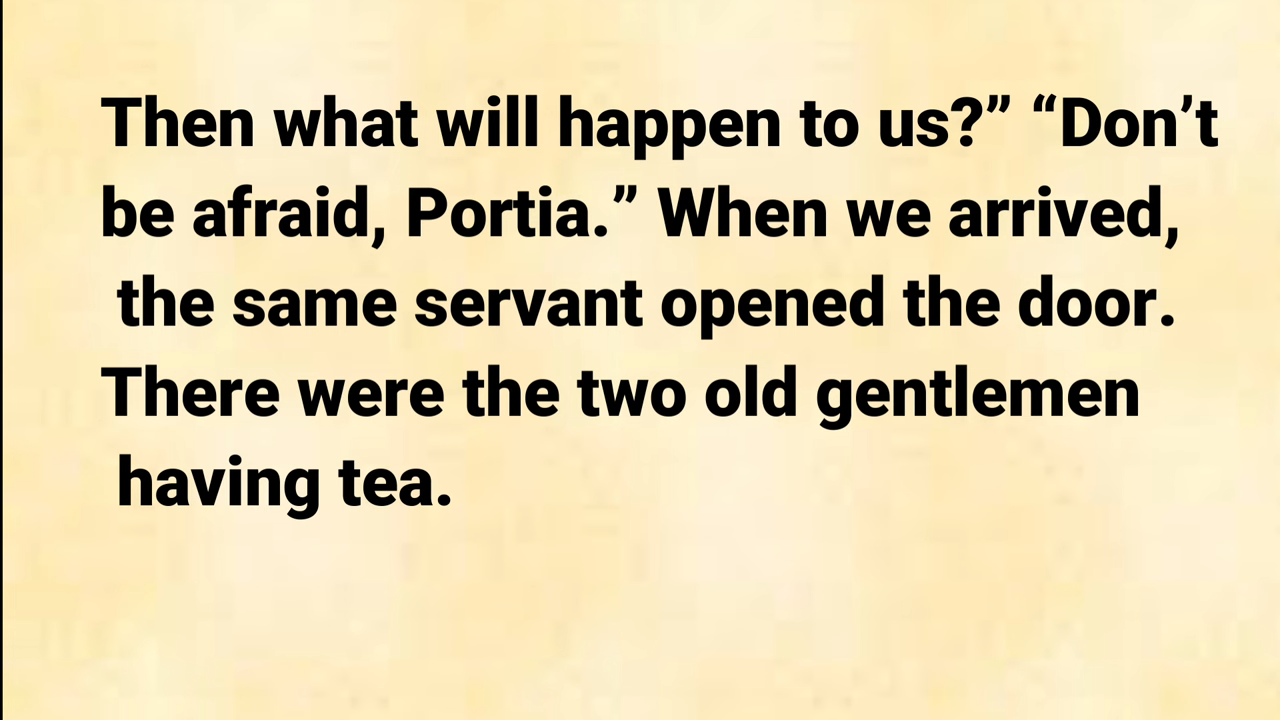 Then what will happen to us?” “Don’t
be afraid, Portia.” When we arrived,
the same servant opened the door.
There were the two old gentlemen
having tea.